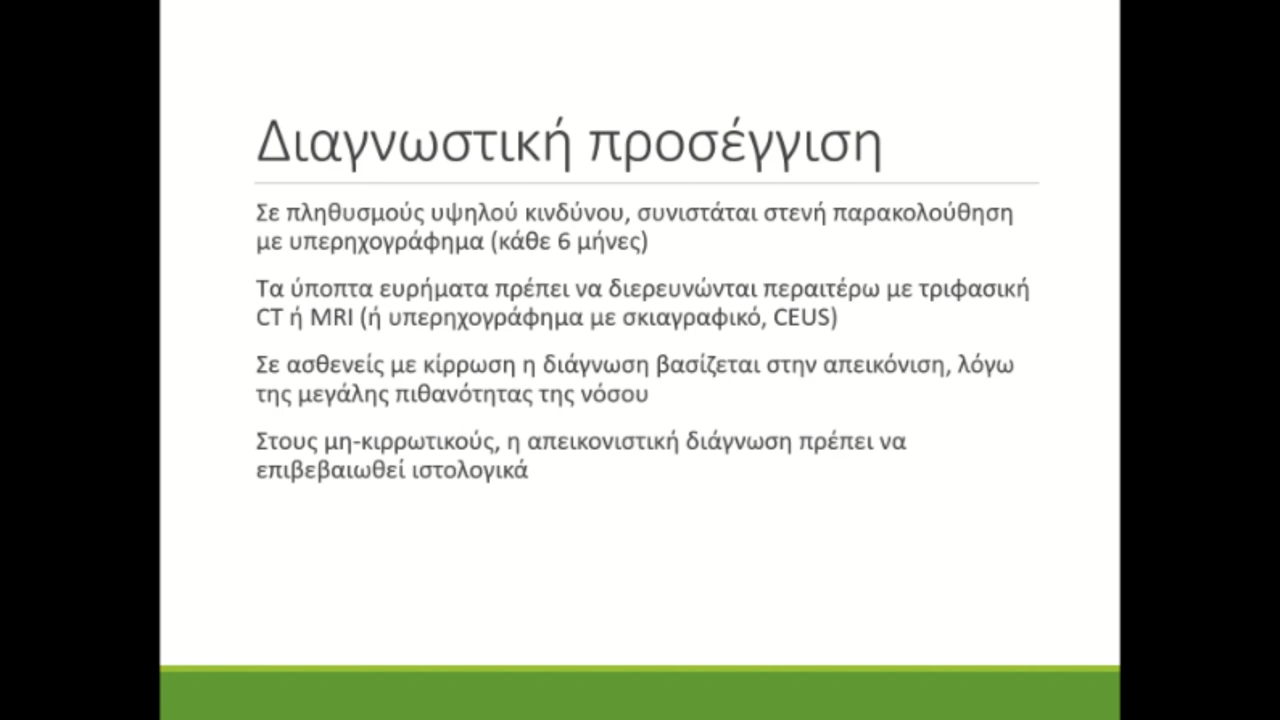 Διαγνωστική προσέγγιση
Σε πληθυσμούς υψηλού κινδύνου, συνιστάται στενή παρακολούθηση
με υπερηχογράφημα (κάθε 6 μήνες)
Τα ύποπτα ευρήματα πρέπει να διερευνώνται περαιτέρω με τριφασική
CT ή MRI (ή υπερηχογράφημα με σκιαγραφικό, CEUS)
Σε ασθενείς με κίρρωση η διάγνωση βασίζεται στην απεικόνιση, λόγω
της μεγάλης πιθανότητας της νόσου
Στους μη-κιρρωτικούς, η απεικονιστική διάγνωση πρέπει να
επιβεβαιωθεί ιστολογικά